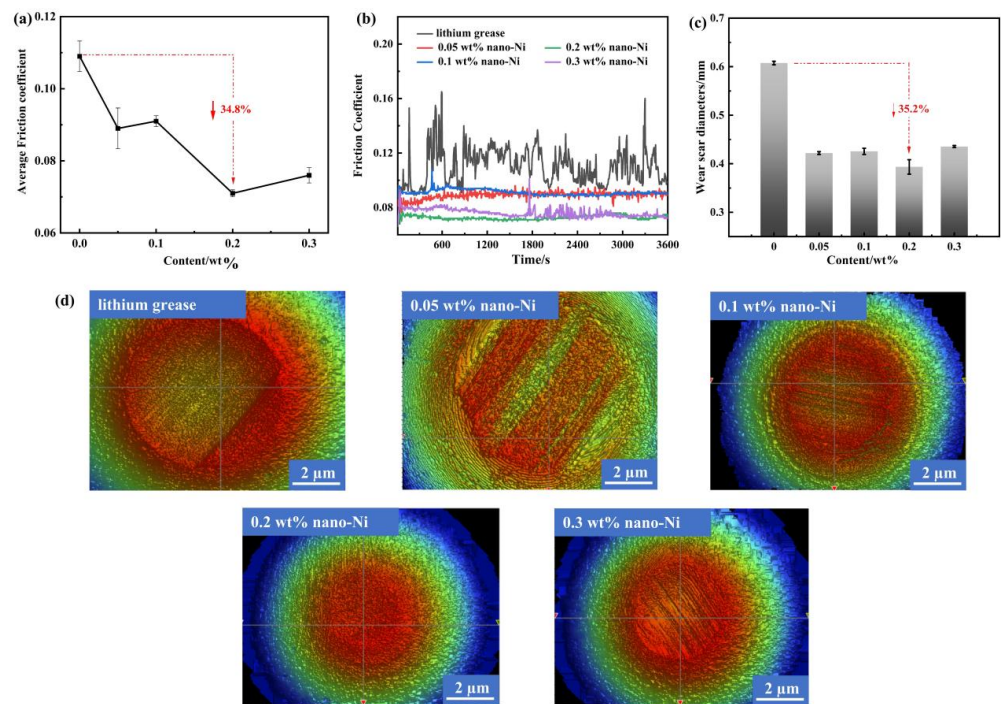 (a)
0.12
0.10
0.08
0.06
Average Friction coefficient
34.8%
0.0 0.1 0.2 0.3
Content/wt%
(b)
0.20
0.16
0.12
0.08
Friction Coefficient
lithium grease
0.05 wt% nano-Ni 0.2 wt% nano-Ni
0.1 wt% nano-Ni 0.3 wt% nano-Ni
600 1200 1800 2400 3000 3600
Time/s
(c)
0.6
0.5
0.4
0.3
Wear scar diameters/mm
35.2%
0 0.05 0.1 0.2 0.3
Content/wt%
(d)
lithium grease
2 μm
0.05 wt% nano-Ni
2 μm
0.1 wt% nano-Ni
2 μm
0.2 wt% nano-Ni
2 μm
0.3 wt% nano-Ni
2 μm